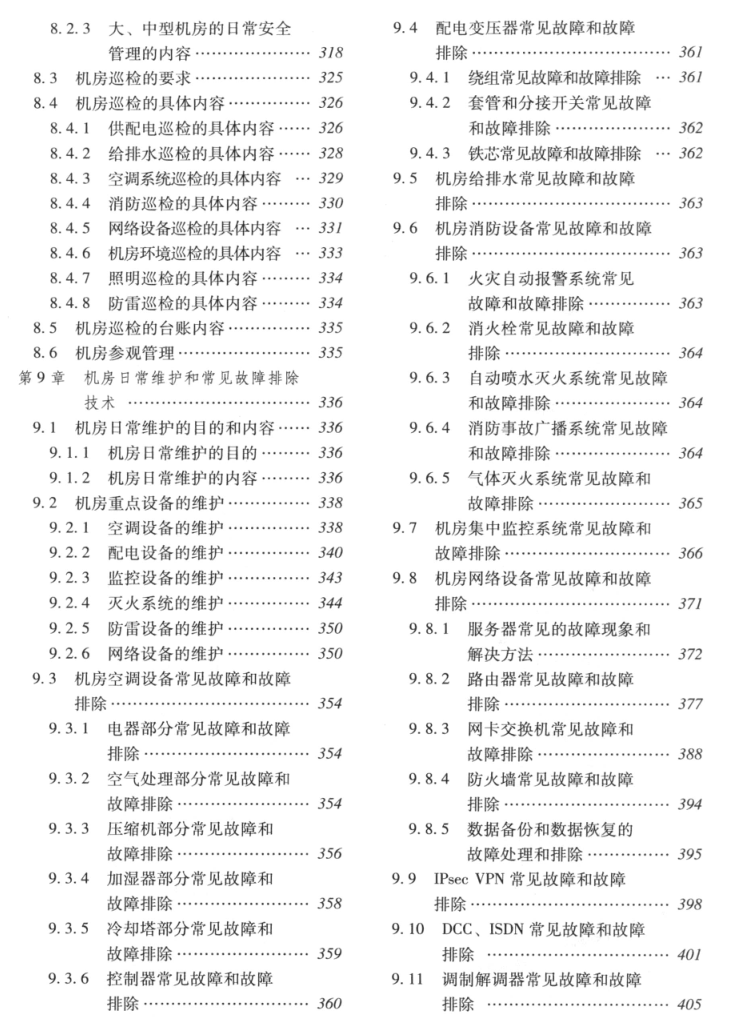 8.2.3 大、中型机房的日常安全
管理的内容 ………………… 318
8.3 机房巡检的要求 ………………… 325
8.4 机房巡检的具体内容 …………… 326
8.4.1 供配电巡检的具体内容 …… 326
8.4.2 给排水巡检的具体内容 …… 328
8.4.3 空调系统巡检的具体内容 … 329
8.4.4 消防巡检的具体内容 ……… 330
8.4.5 网络设备巡检的具体内容 … 331
8.4.6 机房环境巡检的具体内容 … 333
8.4.7 照明巡检的具体内容 ……… 334
8.4.8 防雷巡检的具体内容 ……… 334
8.5 机房巡检的台账内容 …………… 335
8.6 机房参观管理 …………………… 335
第9章 机房日常维护和常见故障排除
技术 …………………………… 336
9.1 机房日常维护的目的和内容 …… 336
9.1.1 机房日常维护的目的 ……… 336
9.1.2 机房日常维护的内容 ……… 336
9.2 机房重点设备的维护 …………… 338
9.2.1 空调设备的维护 …………… 338
9.2.2 配电设备的维护 …………… 340
9.2.3 监控设备的维护 …………… 343
9.2.4 灭火系统的维护 …………… 344
9.2.5 防雷设备的维护 …………… 350
9.2.6 网络设备的维护 …………… 350
9.3 机房空调设备常见故障和故障
排除 ……………………………… 354
9.3.1 电器部分常见故障和故障
排除 ………………………… 354
9.3.2 空气处理部分常见故障和
故障排除 …………………… 354
9.3.3 压缩机部分常见故障和
故障排除 …………………… 356
9.3.4 加湿器部分常见故障和
故障排除 …………………… 358
9.3.5 冷却塔部分常见故障和
故障排除 …………………… 359
9.3.6 控制器常见故障和故障
排除 ………………………… 360
9.4 配电变压器常见故障和故障
排除 ……………………………… 361
9.4.1 绕组常见故障和故障排除 … 361
9.4.2 套管和分接开关常见故障
和故障排除 ………………… 362
9.4.3 铁芯常见故障和故障排除 … 362
9.5 机房给排水常见故障和故障
排除 ……………………………… 363
9.6 机房消防设备常见故障和故障
排除 ……………………………… 363
9.6.1 火灾自动报警系统常见
故障和故障排除 …………… 363
9.6.2 消火栓常见故障和故障
排除 ………………………… 364
9.6.3 自动喷水灭火系统常见故障
和故障排除 ………………… 364
9.6.4 消防事故广播系统常见故障
和故障排除 ………………… 364
9.6.5 气体灭火系统常见故障和
故障排除 …………………… 365
9.7 机房集中监控系统常见故障和
故障排除 ………………………… 366
9.8 机房网络设备常见故障和故障
排除 ……………………………… 371
9.8.1 服务器常见的故障现象和
解决方法 …………………… 372
9.8.2 路由器常见故障和故障
排除 ………………………… 377
9.8.3 网卡交换机常见故障和
故障排除 …………………… 388
9.8.4 防火墙常见故障和故障
排除 ………………………… 394
9.8.5 数据备份和数据恢复的
故障处理和排除 …………… 395
9.9 IPsec VPN 常见故障和故障
排除 ……………………………… 398
9.10 DCC、ISDN 常见故障和故障
排除 …………………………… 401
9.11 调制解调器常见故障和故障
排除 …………………………… 405